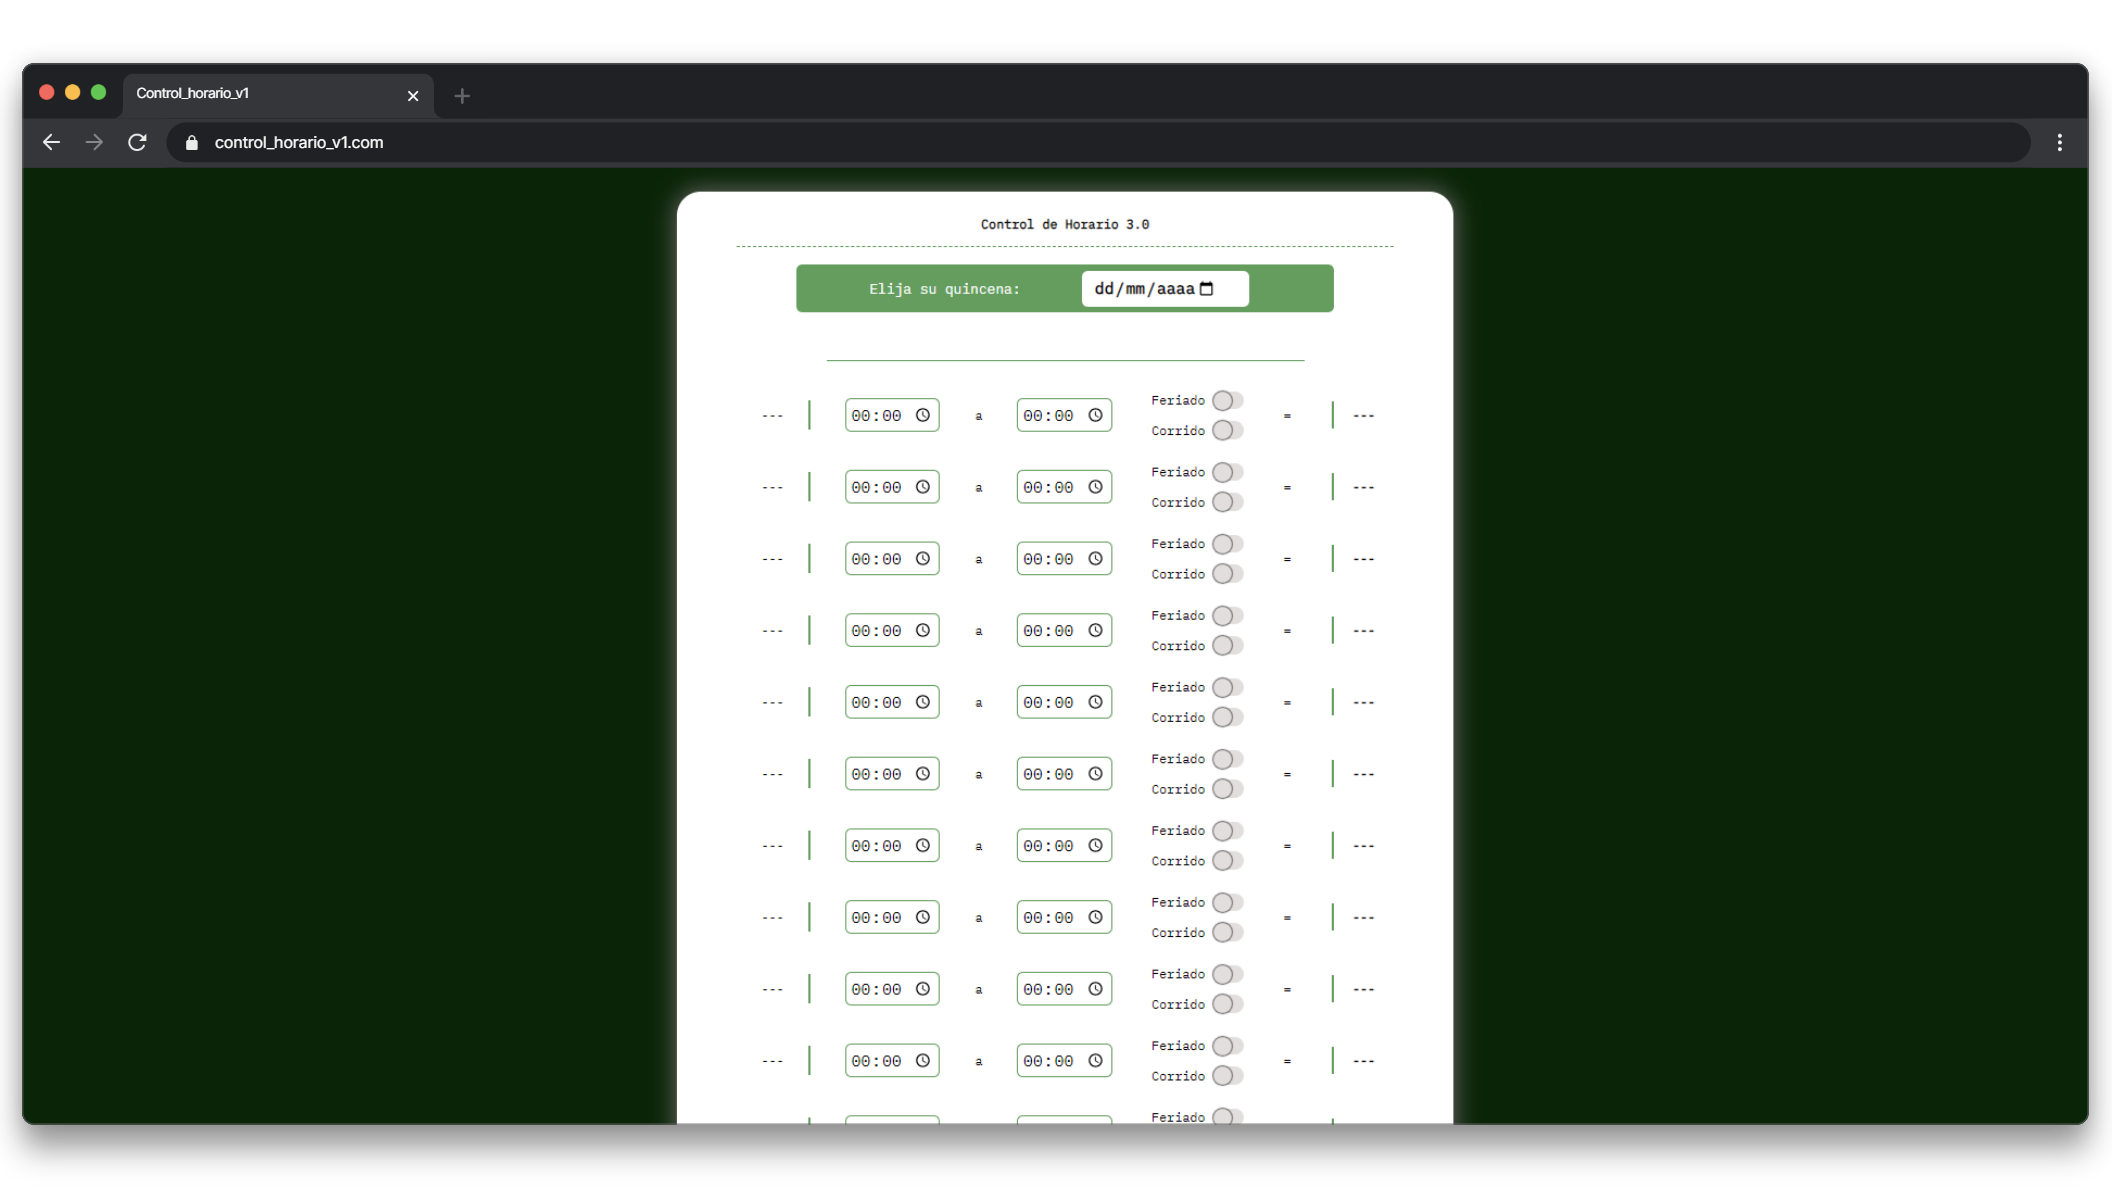 Control_horario_v1
control_horario_v1.com
Control de Horario 3.0
Elija su quincena: dd/mm/aaaa
Feriado
--- 00:00 a 00:00 = ---
Corrido
Feriado
--- 00:00 a 00:00 = ---
Corrido
Feriado
--- 00:00 a 00:00 = ---
Corrido
Feriado
--- 00:00 a 00:00 = ---
Corrido
Feriado
--- 00:00 a 00:00 = ---
Corrido
Feriado
--- 00:00 a 00:00 = ---
Corrido
Feriado
--- 00:00 a 00:00 = ---
Corrido
Feriado
--- 00:00 a 00:00 = ---
Corrido
Feriado
--- 00:00 a 00:00 = ---
Corrido
Feriado
--- 00:00 a 00:00 = ---
Corrido
Feriado